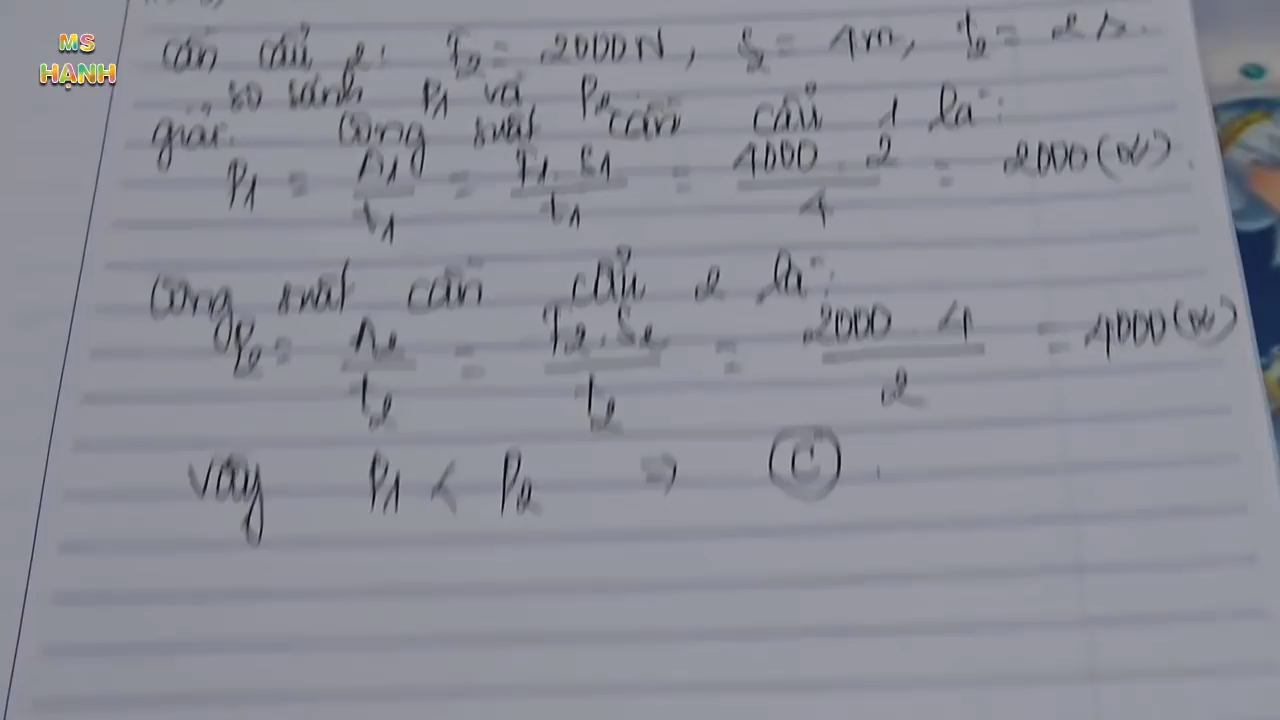 MS
HẠNH
cần cẩu 2: F₂ = 2000N, S₂ = 4m, t₂ = 2s.
so sánh P₁ và P₂
giải: Công suất cần cẩu 1 là:
P₁ = A₁/t₁ = F₁.S₁/t₁ = 4000.2/4 = 2000(W).
Công suất cần cẩu 2 là:
P₂ = A₂/t₂ = F₂.S₂/t₂ = 2000 4/2 = 4000(W)
Vậy P₁ < P₂ ⇒ C